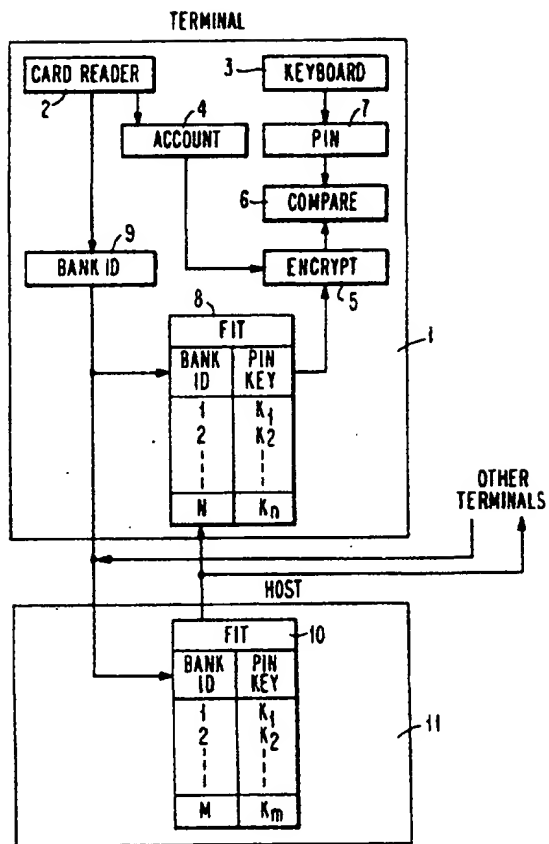 TERMINAL
CARD READER
2
3
KEYBOARD
4
ACCOUNT
7
PIN
6
COMPARE
9
BANK ID
ENCRYPT
5
8
FIT
BANK ID
PIN KEY
1
K1
2
K2
N
Kn
1
OTHER
TERMINALS
HOST
FIT
10
BANK ID
PIN KEY
1
K1
2
K2
M
Km
11